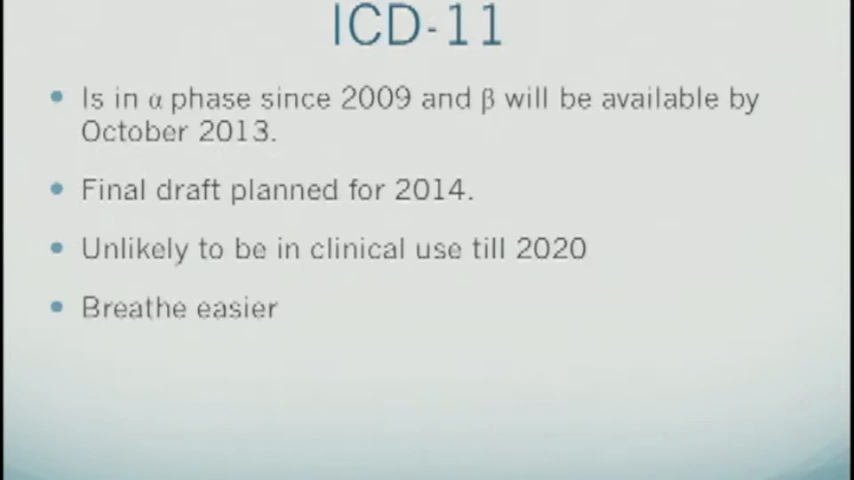 ICD-11
• Is in α phase since 2009 and β will be available by
October 2013.
• Final draft planned for 2014.
• Unlikely to be in clinical use till 2020
• Breathe easier